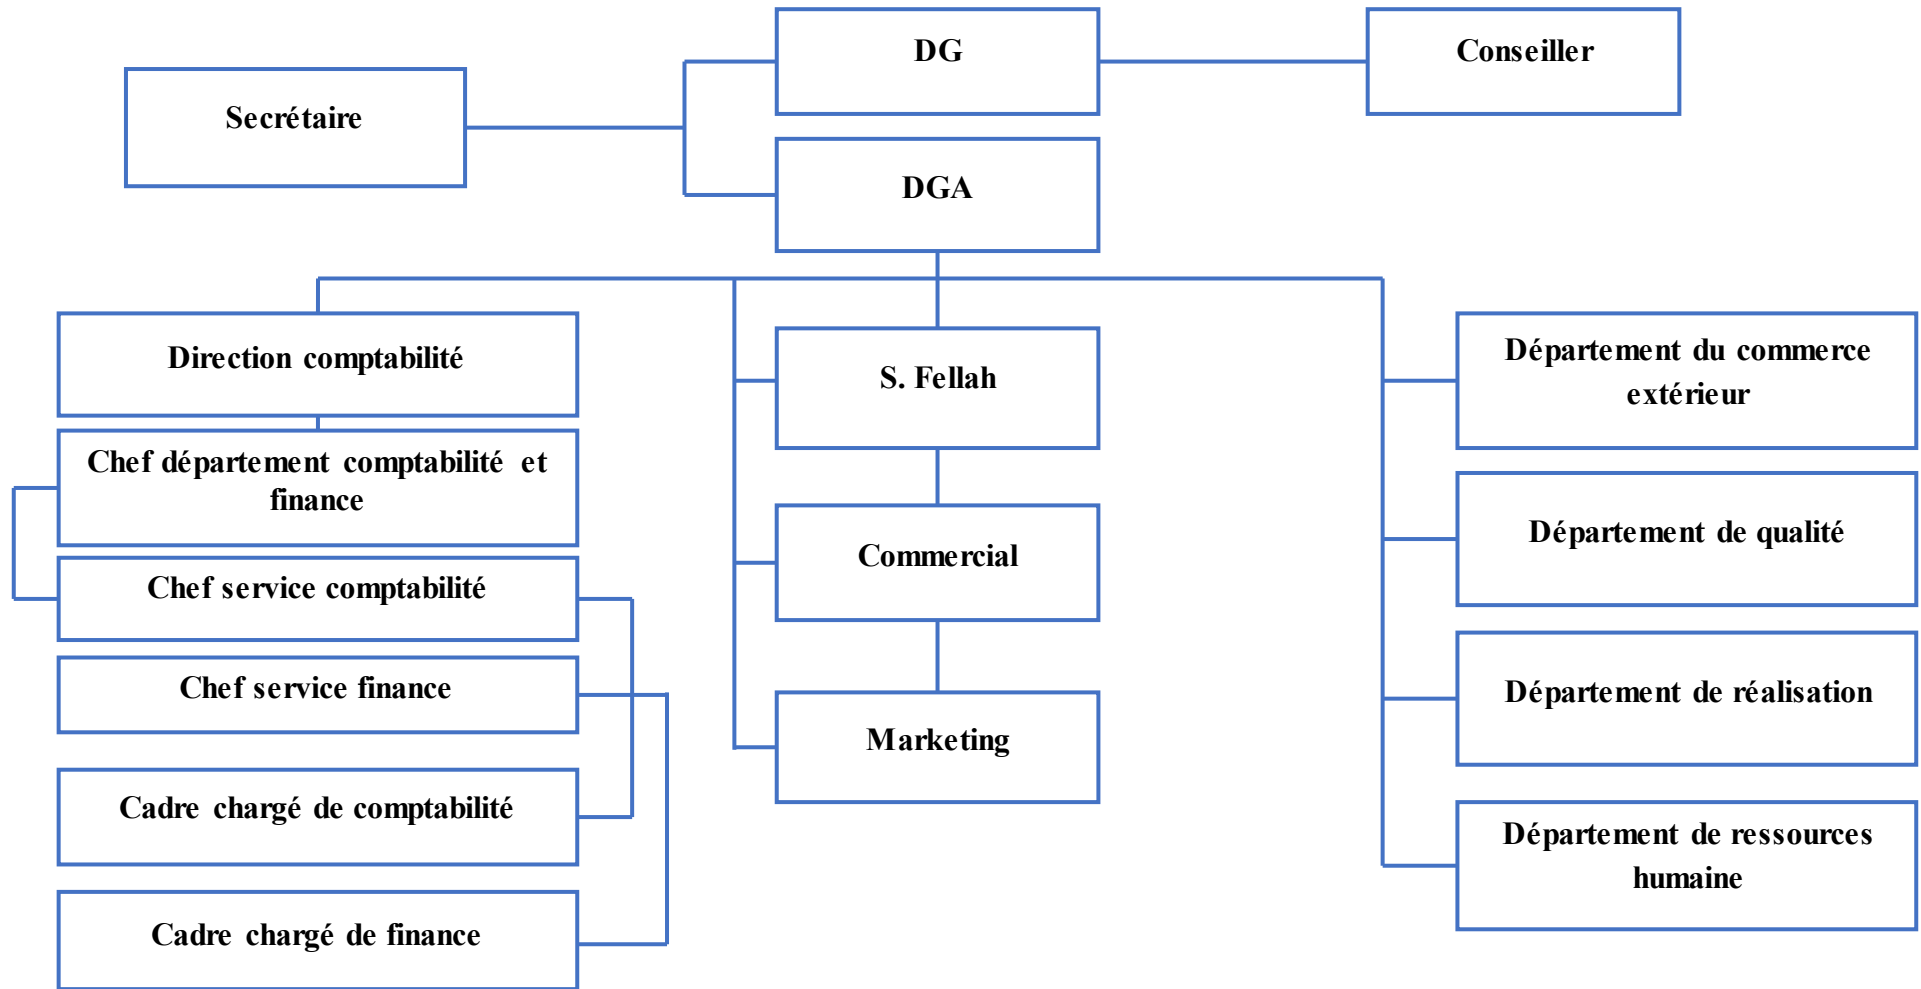 DG
Conseiller
Secrétaire
DGA
Direction comptabilité
Chef département comptabilité et
finance
Chef service comptabilité
Chef service finance
Cadre chargé de comptabilité
Cadre chargé de finance
S. Fellah
Commercial
Marketing
Département du commerce
extérieur
Département de qualité
Département de réalisation
Département de ressources
humaine